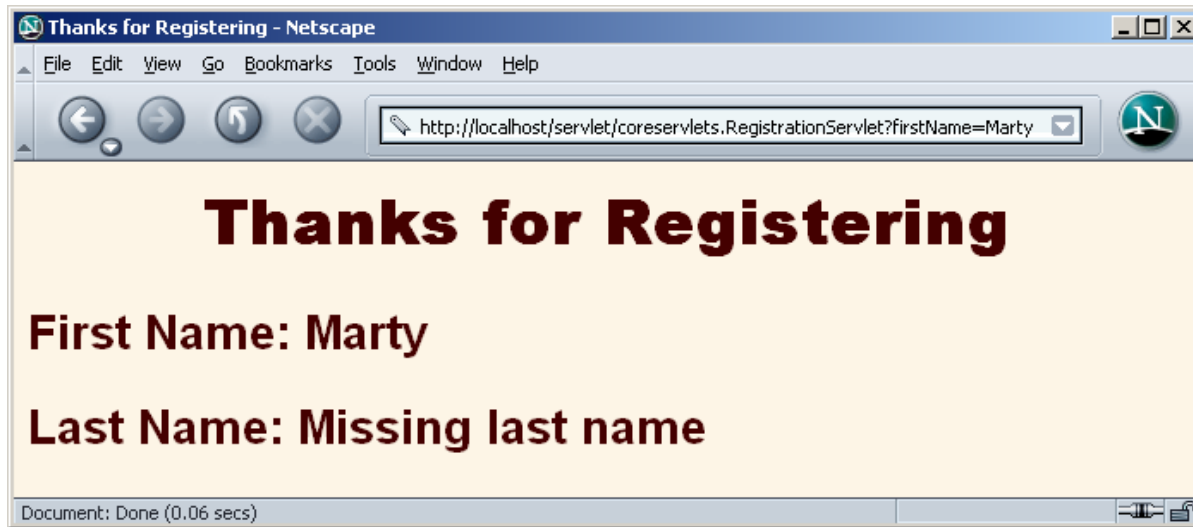 Thanks for Registering - Netscape
File Edit View Go Bookmarks Tools Window Help
http://localhost/servlet/coreservlets.RegistrationServlet?firstName=Marty
N
Thanks for Registering
First Name: Marty
Last Name: Missing last name
Document: Done (0.06 secs)